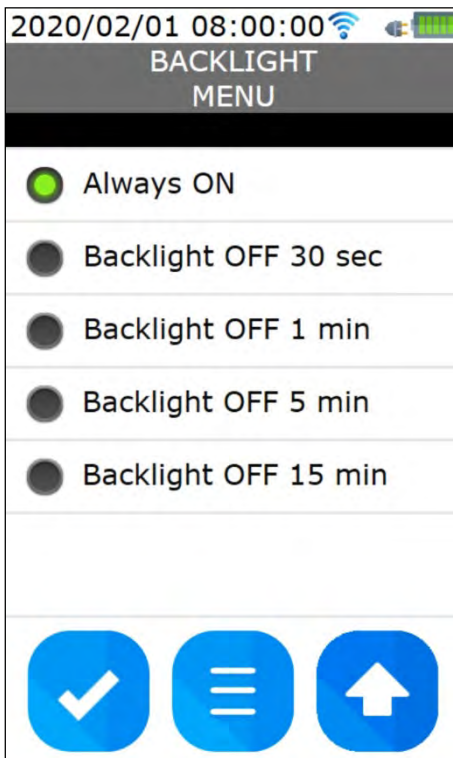 2020/02/01 08:00:00
BACKLIGHT
MENU
Always ON
Backlight OFF 30 sec
Backlight OFF 1 min
Backlight OFF 5 min
Backlight OFF 15 min